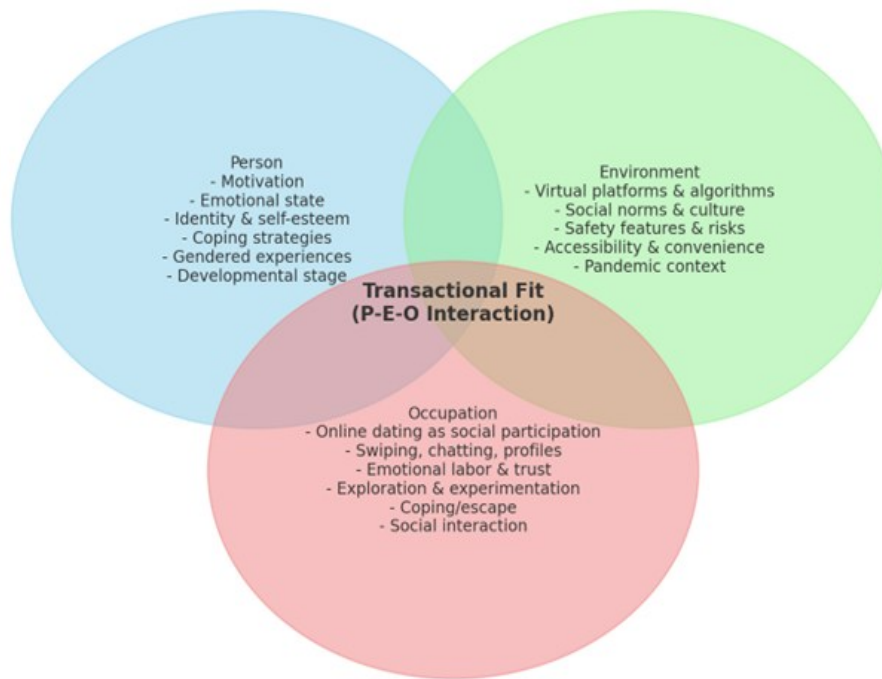 Person
- Motivation
- Emotional state
- Identity & self-esteem
- Coping strategies
- Gendered experiences
- Developmental stage
Environment
- Virtual platforms & algorithms
- Social norms & culture
- Safety features & risks
- Accessibility & convenience
- Pandemic context
Transactional Fit
(P-E-O Interaction)
Occupation
- Online dating as social participation
- Swiping, chatting, profiles
- Emotional labor & trust
- Exploration & experimentation
- Coping/escape
- Social interaction